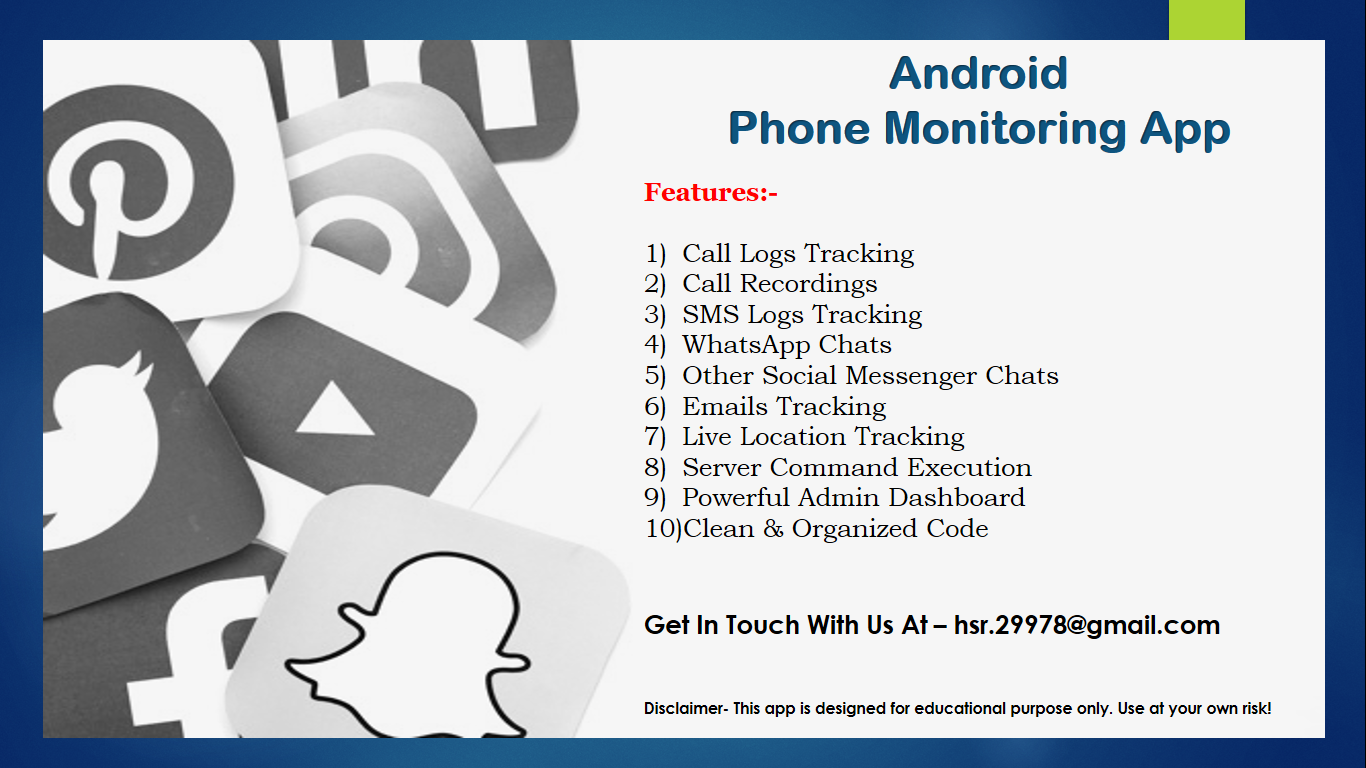 Android
Phone Monitoring App
Features:-
1) Call Logs Tracking
2) Call Recordings
3) SMS Logs Tracking
4) WhatsApp Chats
5) Other Social Messenger Chats
6) Emails Tracking
7) Live Location Tracking
8) Server Command Execution
9) Powerful Admin Dashboard
10)Clean & Organized Code
Get In Touch With Us At – hsr.29978@gmail.com
Disclaimer- This app is designed for educational purpose only. Use at your own risk!